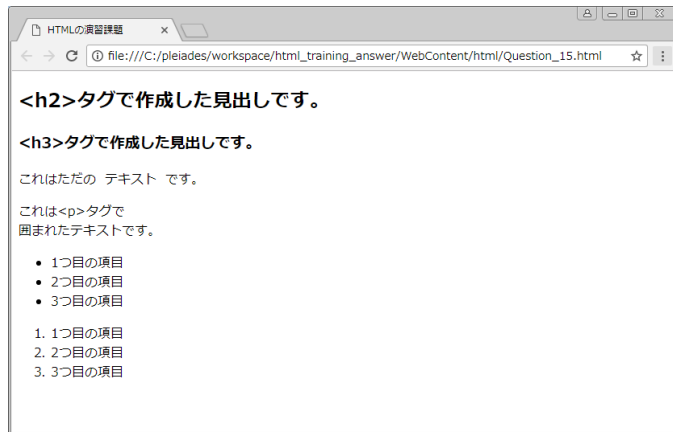 HTMLの演習課題
file:///C:/pleiades/workspace/html_training_answer/WebContent/html/Question_15.html
<h2>タグで作成した見出しです。
<h3>タグで作成した見出しです。
これはただの テキスト です。
これは<p>タグで
囲まれたテキストです。
• 1つ目の項目
• 2つ目の項目
• 3つ目の項目
1. 1つ目の項目
2. 2つ目の項目
3. 3つ目の項目